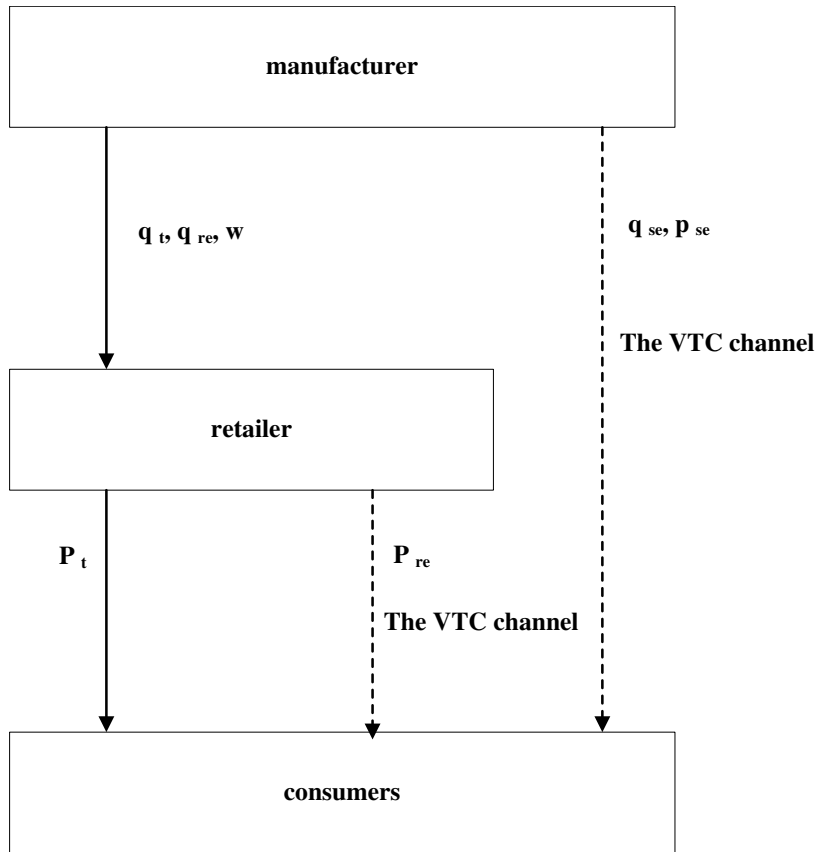 manufacturer
q t, q re, w
q se, p se
The VTC channel
retailer
P t
P re
The VTC channel
consumers